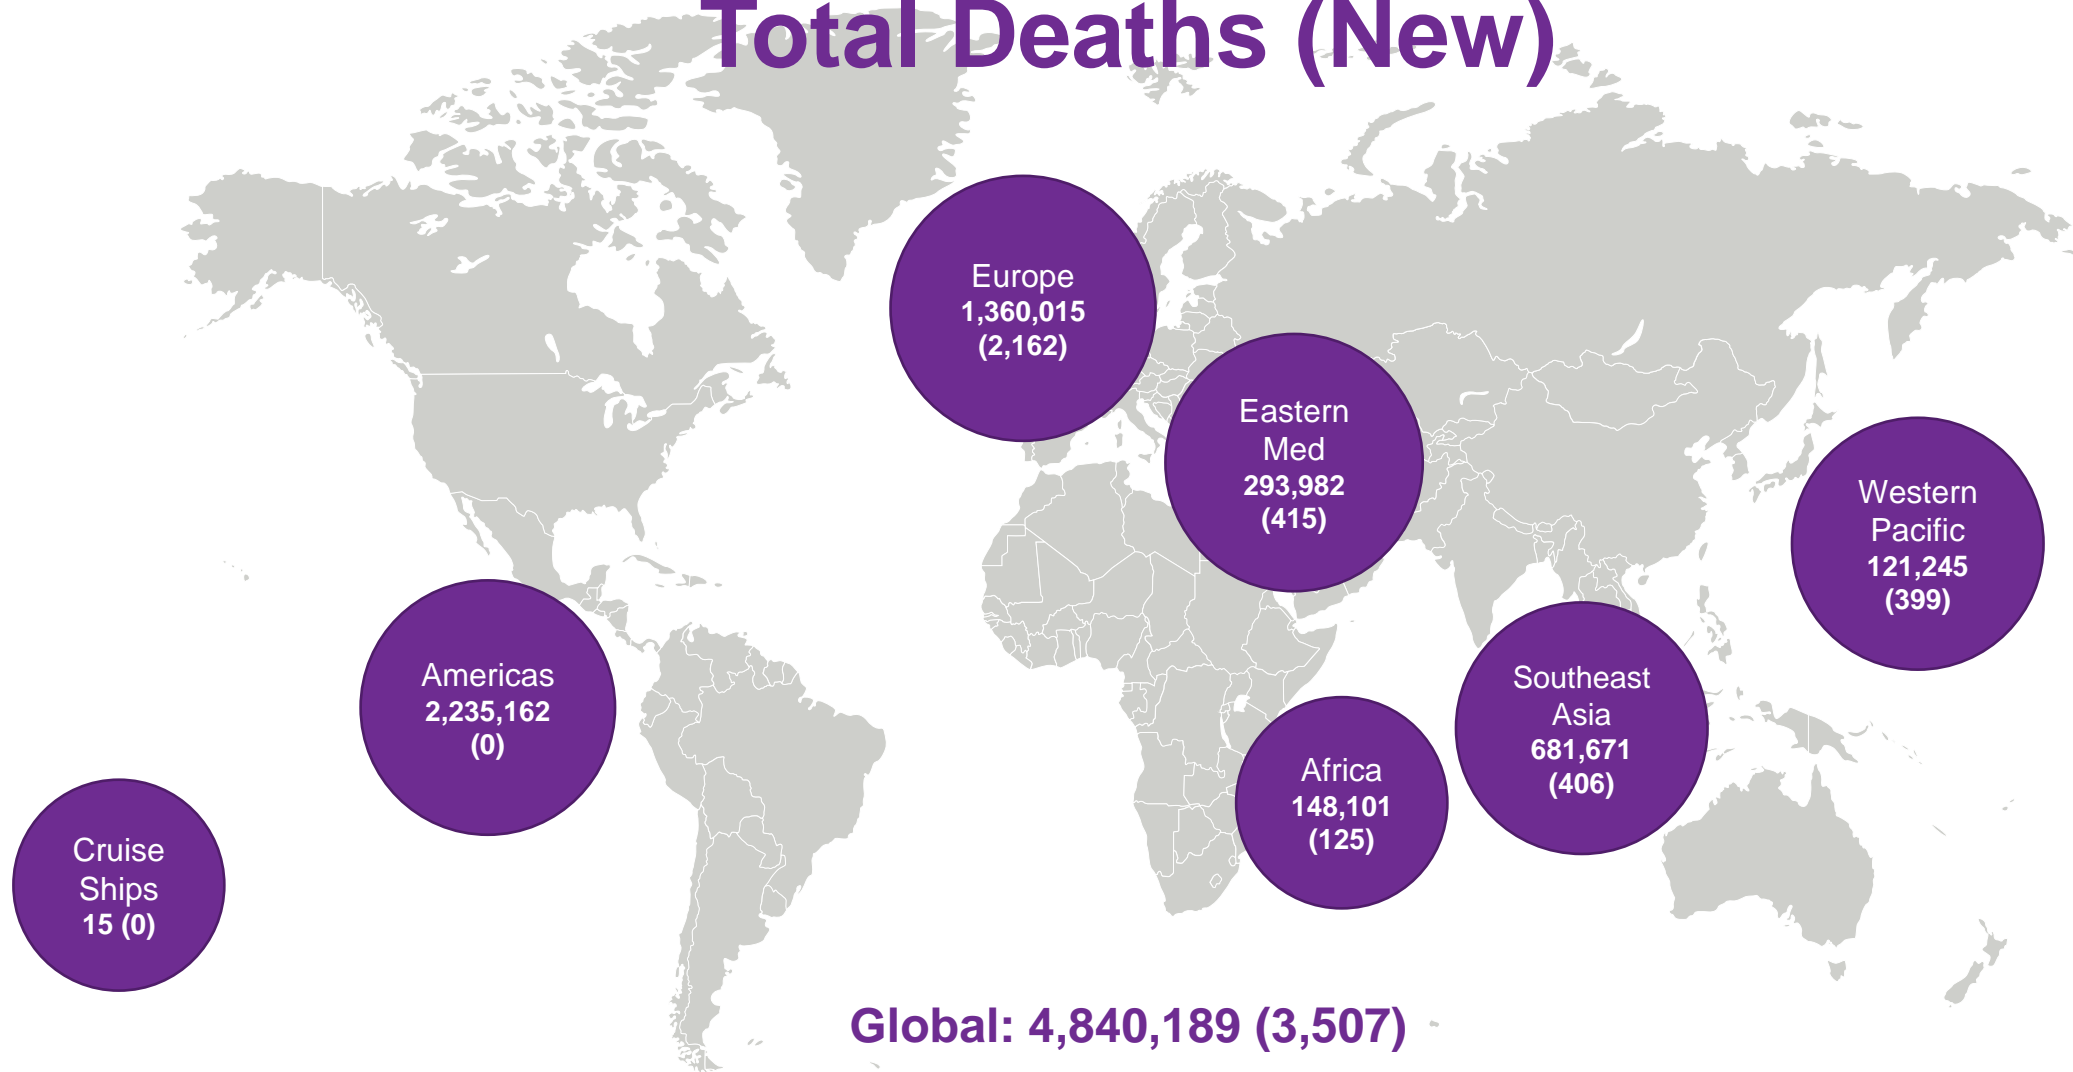 Total Deaths (New)
Europe
1,360,015
(2,162)
Eastern
Med
293,982
(415)
Western
Pacific
121,245
(399)
Americas
2,235,162
(0)
Southeast
Asia
681,671
(406)
Africa
148,101
(125)
Cruise
Ships
15 (0)
Global: 4,840,189 (3,507)